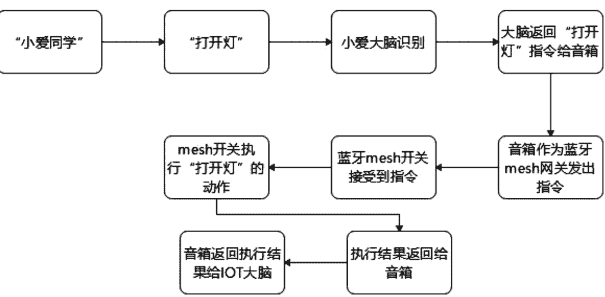 “小爱同学”
“打开灯”
小爱大脑识别
大脑返回“打开
灯”指令给音箱
音箱作为蓝牙
mesh网关发出
指令
蓝牙mesh开关
接受到指令
mesh开关执
行“打开灯”的
动作
执行结果返回给
音箱
音箱返回执行结
果给IOT大脑